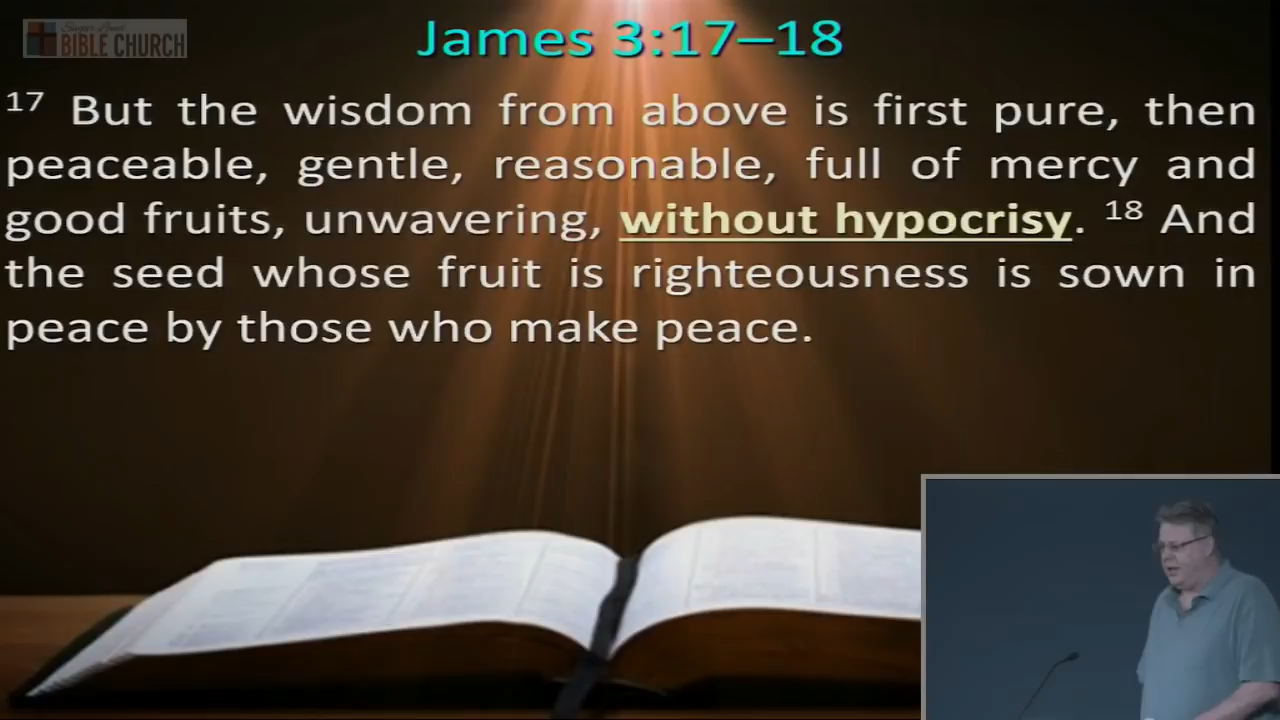 Sugar Land
BIBLE CHURCH
James 3:17–18
17 But the wisdom from above is first pure, then
peaceable, gentle, reasonable, full of mercy and
good fruits, unwavering, without hypocrisy. 18 And
the seed whose fruit is righteousness is sown in
peace by those who make peace.